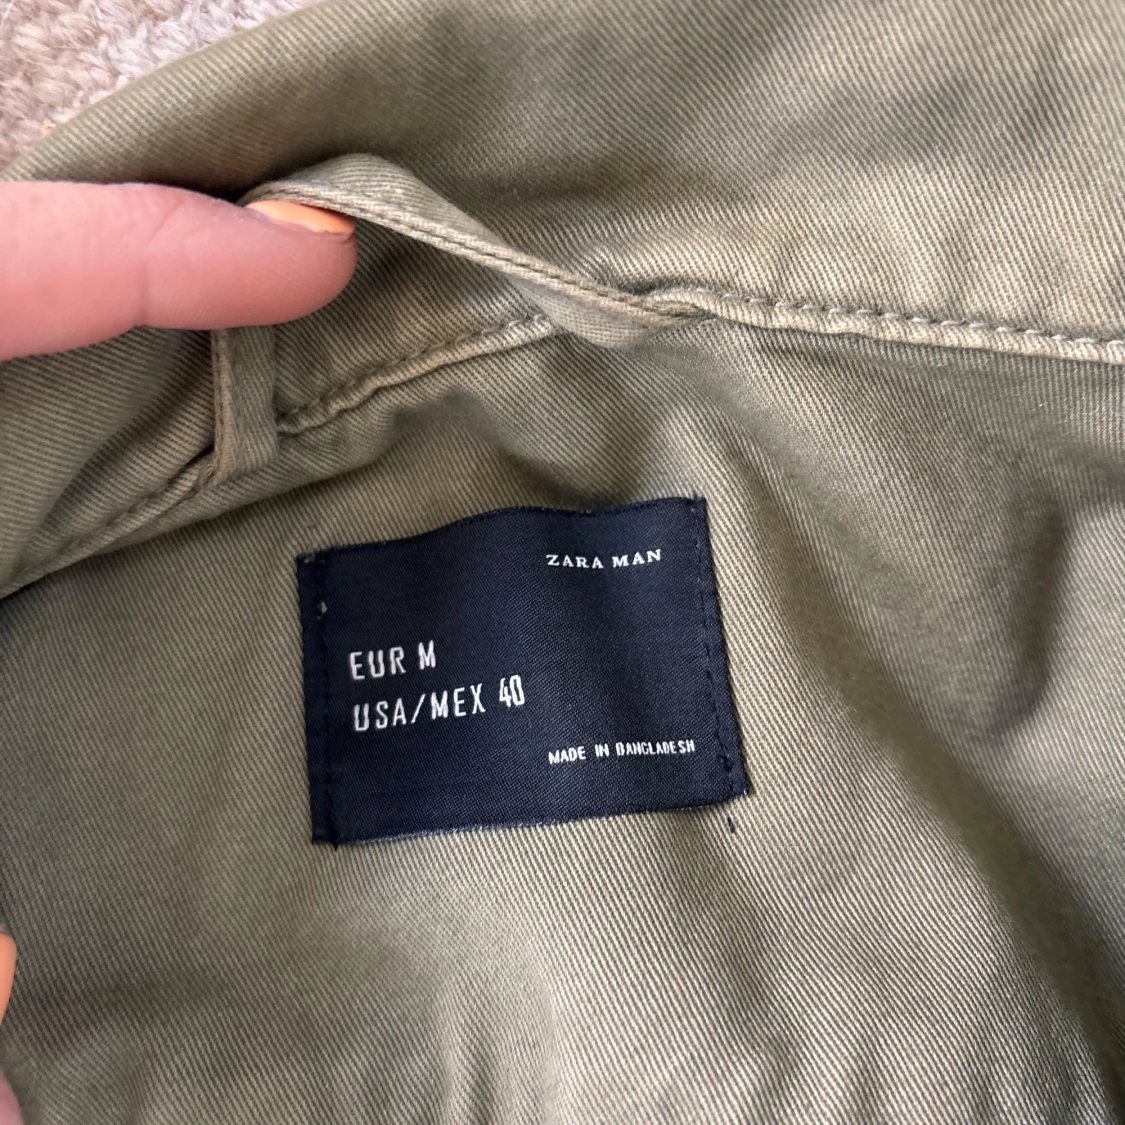 ZARA MAN
EUR M
USA/MEX 40
MADE IN BANGLADESH